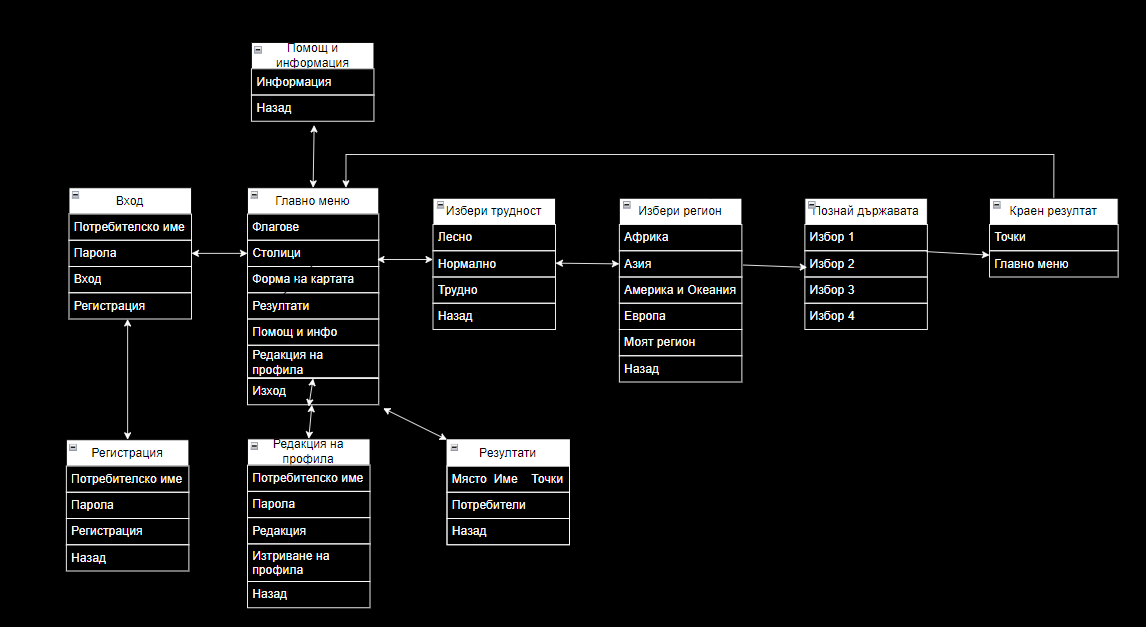 Помощ и
информация
Информация
Назад
Вход
Потребителско име
Парола
Вход
Регистрация
Главно меню
Флагове
Столици
Форма на картата
Резултати
Помощ и инфо
Редакция на
профила
Изход
Избери трудност
Лесно
Нормално
Трудно
Назад
Избери регион
Африка
Азия
Америка и Океания
Европа
Моят регион
Назад
Познай държавата
Избор 1
Избор 2
Избор 3
Избор 4
Краен резултат
Точки
Главно меню
Регистрация
Потребителско име
Парола
Регистрация
Назад
Редакция на
профила
Потребителско име
Парола
Редакция
Изтриване на
профила
Назад
Резултати
Място Име Точки
Потребители
Назад